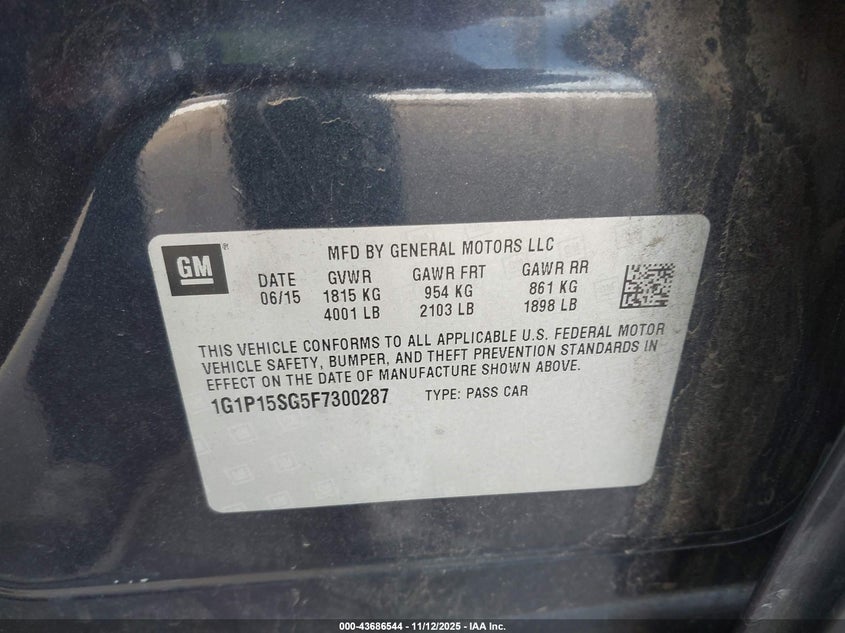 GM
MFD BY GENERAL MOTORS LLC
DATE GVWR GAWR FRT GAWR RR
06/15 1815 KG 954 KG 861 KG
4001 LB 2103 LB 1898 LB
THIS VEHICLE CONFORMS TO ALL APPLICABLE U.S. FEDERAL MOTOR
VEHICLE SAFETY, BUMPER, AND THEFT PREVENTION STANDARDS IN
EFFECT ON THE DATE OF MANUFACTURE SHOWN ABOVE.
1G1P15SG5F7300287 TYPE: PASS CAR
000-43686544 - 11/12/2025 - IAA Inc.